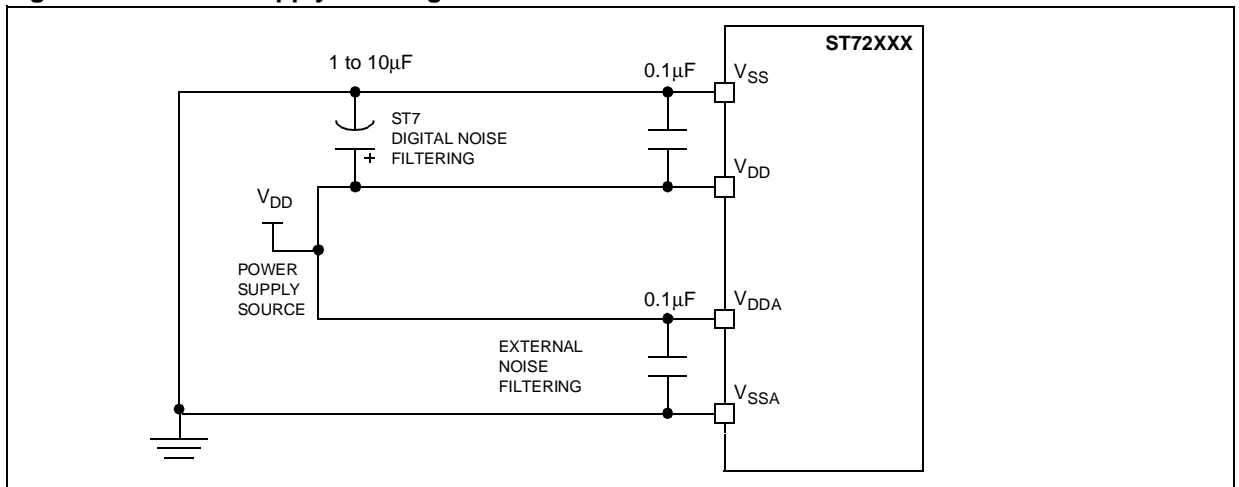 ST72XXX
1 to 10μF
0.1μF
VSS
ST7
DIGITAL NOISE
+ FILTERING
VDD
VDD
POWER
SUPPLY
SOURCE
0.1μF
VDDA
EXTERNAL
NOISE
FILTERING
VSSA